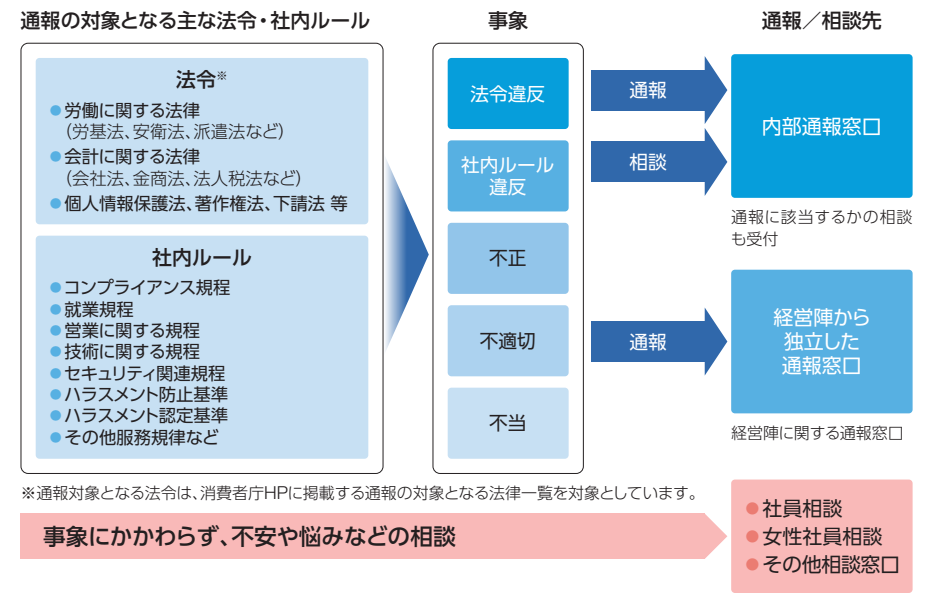 通報の対象となる主な法令・社内ルール
法令※
●労働に関する法律
（労基法、安衛法、派遣法など）
●会計に関する法律
（会社法、金商法、法人税法など）
●個人情報保護法、著作権法、下請法 等
社内ルール
●コンプライアンス規程
●就業規程
●営業に関する規程
●技術に関する規程
●セキュリティ関連規程
●ハラスメント防止基準
●ハラスメント認定基準
●その他服務規律など
事象
法令違反
社内ルール
違反
不正
不適切
不当
通報
相談
通報
通報／相談先
内部通報窓口
通報に該当するかの相談
も受付
経営陣から
独立した
通報窓口
経営陣に関する通報窓口
※通報対象となる法令は、消費者庁HPに掲載する通報の対象となる法律一覧を対象としています。
事象にかかわらず、不安や悩みなどの相談
●社員相談
●女性社員相談
●その他相談窓口